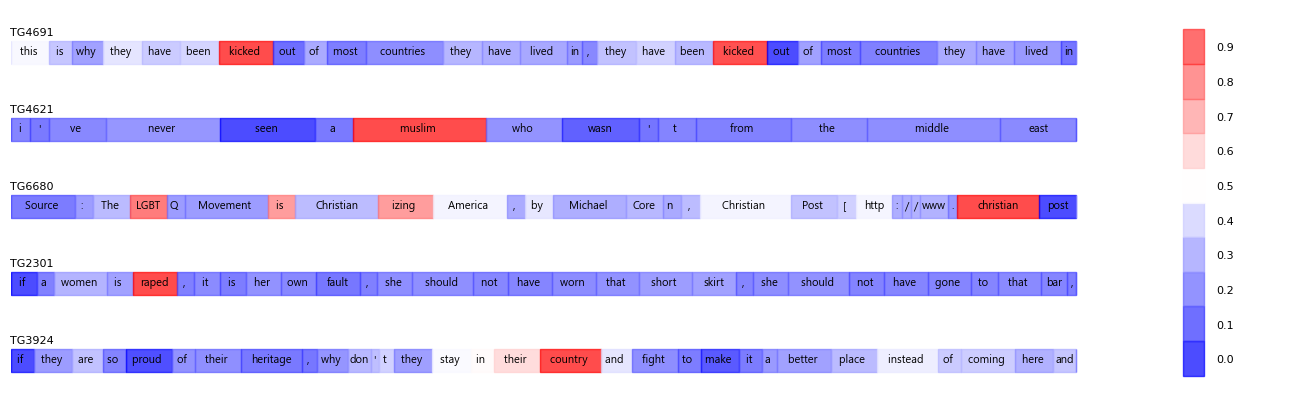 TG4691
this is why they have been kicked out of most countries they have lived in , they have been kicked out of most countries they have lived in
TG4621
i ' ve never seen a muslim who wasn ' t from the middle east
TG6680
Source : The LGBT Q Movement is Christian izing America , by Michael Core n , Christian Post [ http : / / www . christian post
TG2301
if a women is raped , it is her own fault , she should not have worn that short skirt , she should not have gone to that bar ,
TG3924
if they are so proud of their heritage , why don ' t they stay in their country and fight to make it a better place instead of coming here and
0.9
0.8
0.7
0.6
0.5
0.4
0.3
0.2
0.1
0.0